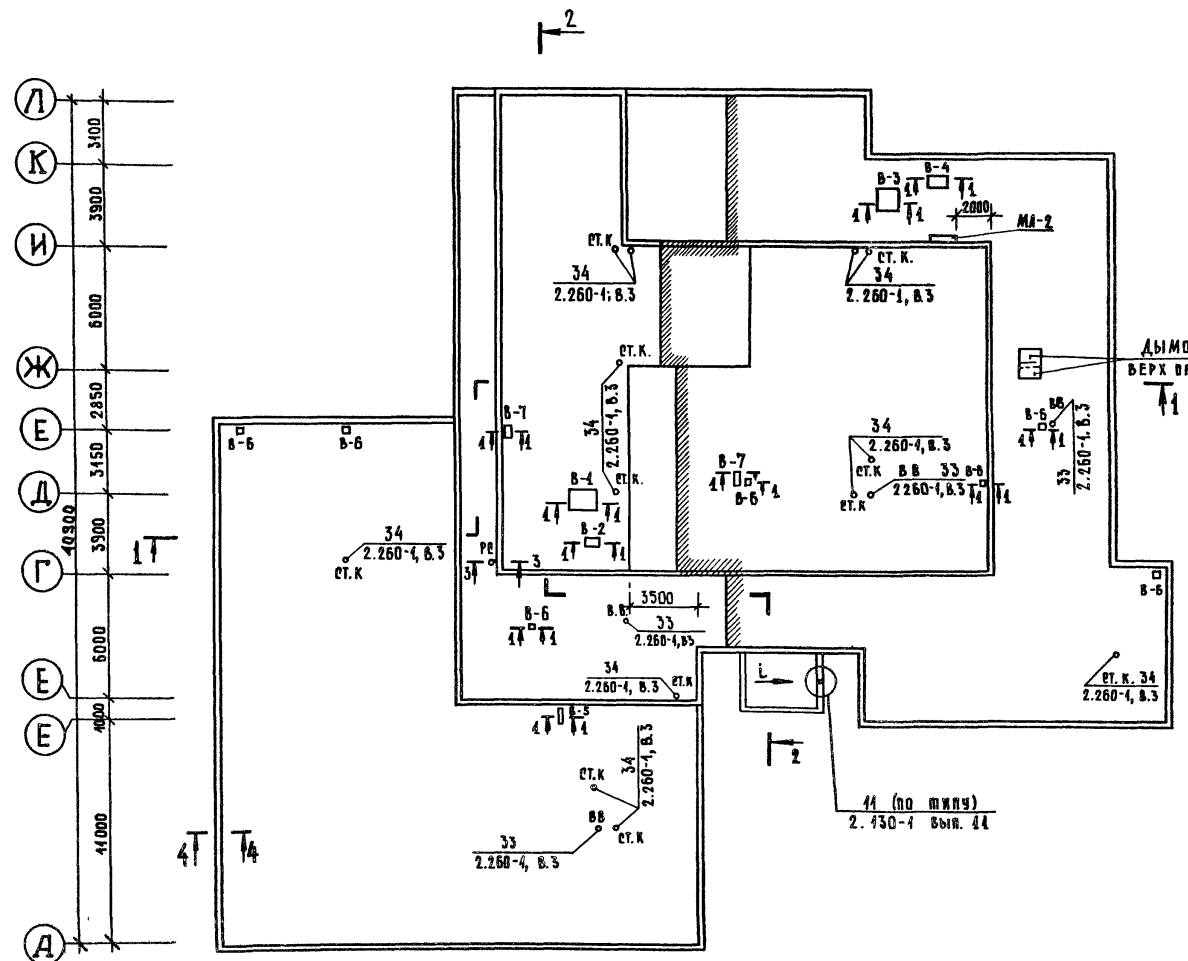 2
Л
К
И
Ж
Е
Д
Г
Е
Е
А
3100
3900
6000
2850
3450
3900
6000
1000
11000
В-3
В-4
1 1
1 1
2000
МЛ-2
СТ. К
34
2.260-1; В.3
СТ. К.
34
2.260-1, В.3
СТ. К.
34
2.260-1, В.3
СТ. К.
ДЫМО
ВЕРХ
1
В-6
В-6
В-7
1 1
В-1
1 1
В-2
1 1
В-7
1
В-6
1
34
2.260-1, В.3
СТ.К
СТ.К
ВВ 33
2260-1, В.3
В-6
1 1
В-6
1 1
ВВ
33
2.260-1. В.3
1
34
2.260-1, В.3
СТ.К
РВ
3 3
В-6
1 1
3500
В.В.
33
2.260-1, В3
34
2.260-1, В.3
СТ.К
В-5
1 1
i
2
В-6
СТ. К. 34
2.260-1, В.3
СТ.К
34
2.260-1, В.3
ВВ
СТ.К
33
2.260-1, В.3
4 4
11 (ПО ТИПУ)
2. 130-1 ВЫП. 11